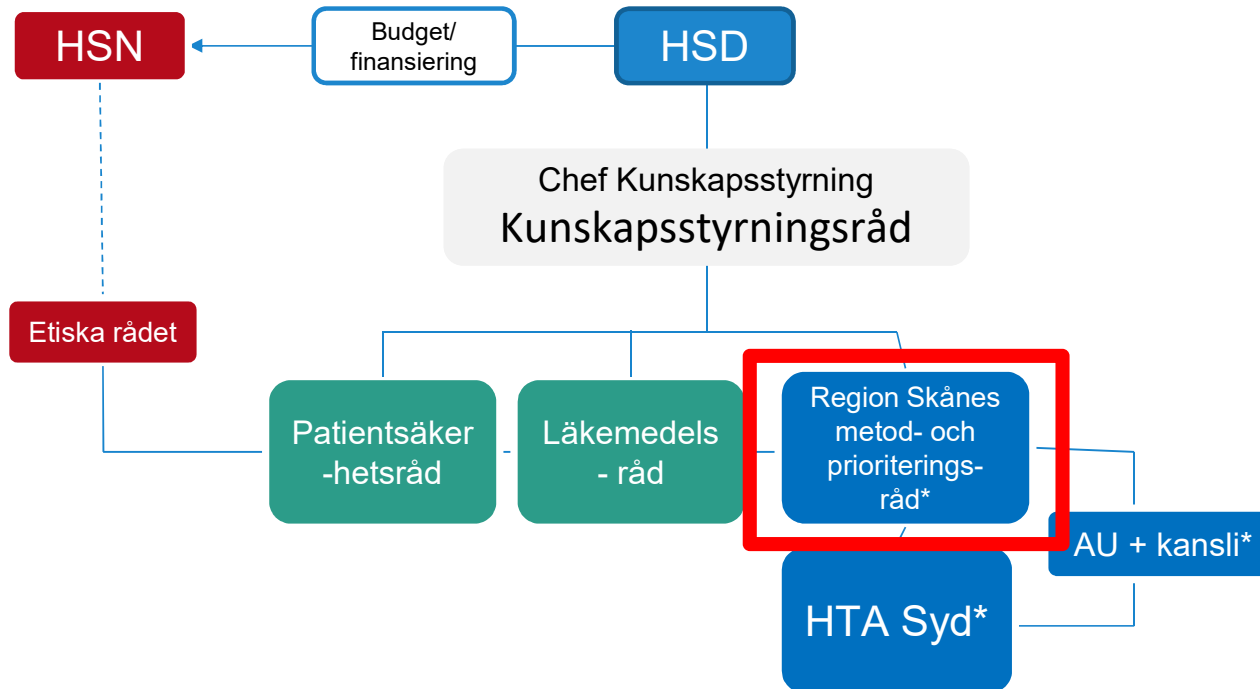 HSN
Budget/
finansiering
HSD
Chef Kunskapsstyrning
Kunskapsstyrningsråd
Etiska rådet
Patientsäker
-hetsråd
Läkemedels
- råd
Region Skånes
metod- och
prioriterings-
råd*
AU + kansli*
HTA Syd*